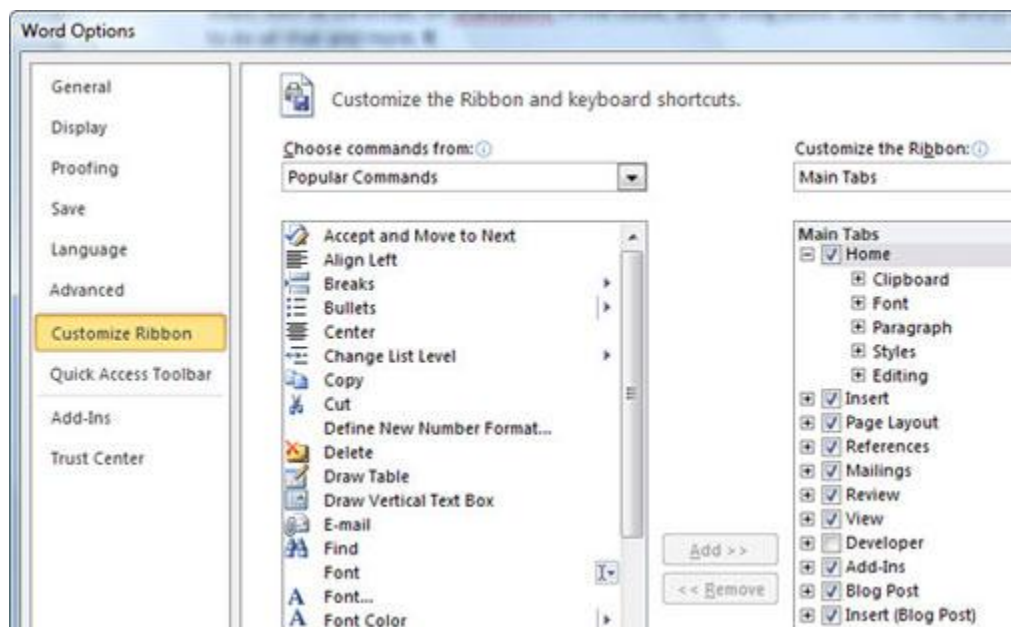 Word Options
General
Display
Proofing
Save
Language
Advanced
Customize Ribbon
Quick Access Toolbar
Add-Ins
Trust Center
Customize the Ribbon and keyboard shortcuts.
Choose commands from:
Popular Commands
Accept and Move to Next
Align Left
Breaks
Bullets
Center
Change List Level
Copy
Cut
Define New Number Format...
Delete
Draw Table
Draw Vertical Text Box
E-mail
Find
Font
Font...
Font Color
Add >>
<< Remove
Customize the Ribbon:
Main Tabs
Main Tabs
Home
Clipboard
Font
Paragraph
Styles
Editing
Insert
Page Layout
References
Mailings
Review
View
Developer
Add-Ins
Blog Post
Insert (Blog Post)